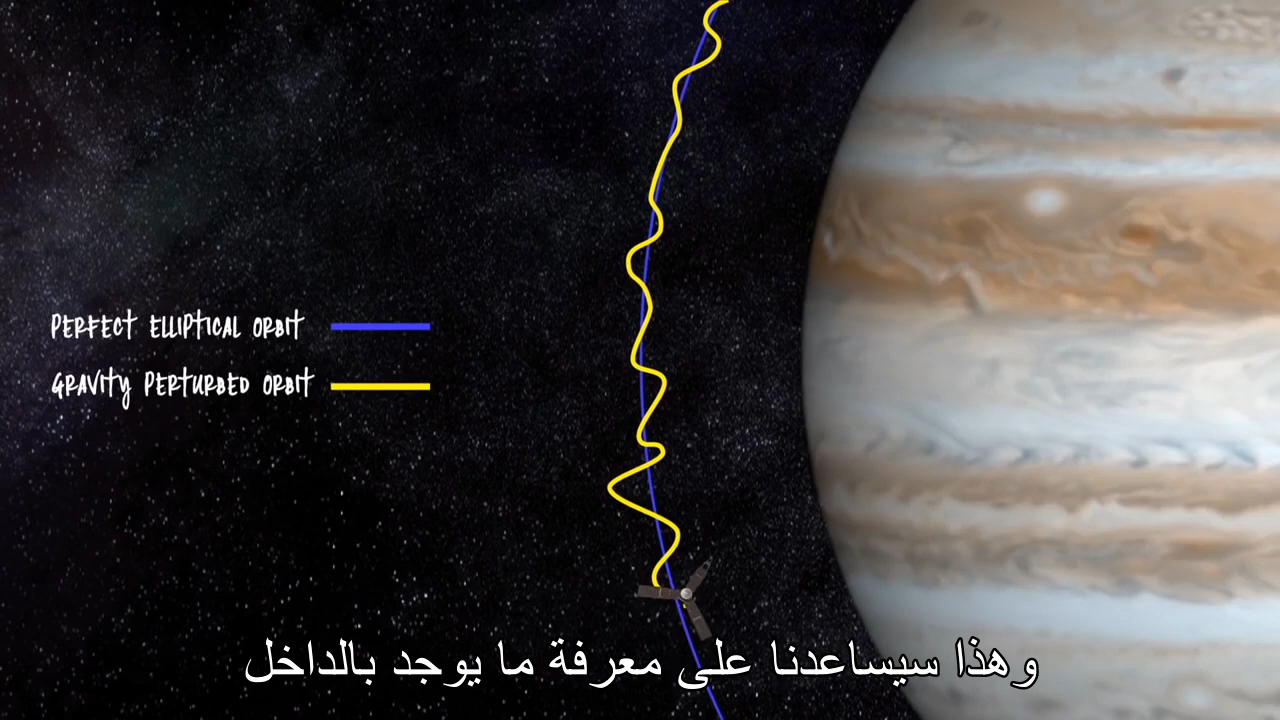 PERFECT ELLIPTICAL ORBIT
GRAVITY PERTURBED ORBIT
وهذا سيساعدنا على معرفة ما يوجد بالداخل